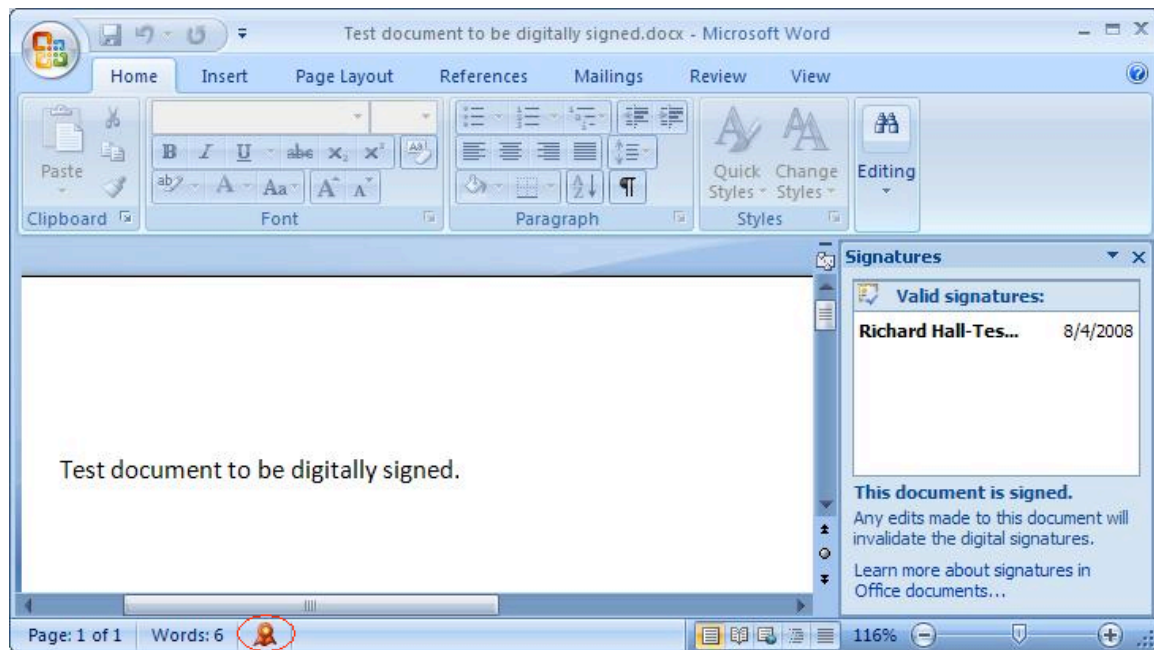 Test document to be digitally signed.docx - Microsoft Word
Home Insert Page Layout References Mailings Review View
Paste
B I U abe X₂ X² Aa
ab A Aa A A
A Z ¶
Quick Styles
Change Styles
Editing
Clipboard Font Paragraph Styles
Signatures
Valid signatures:
Richard Hall-Tes... 8/4/2008
Test document to be digitally signed.
This document is signed.
Any edits made to this document will
invalidate the digital signatures.
Learn more about signatures in
Office documents...
Page: 1 of 1 Words: 6 116%